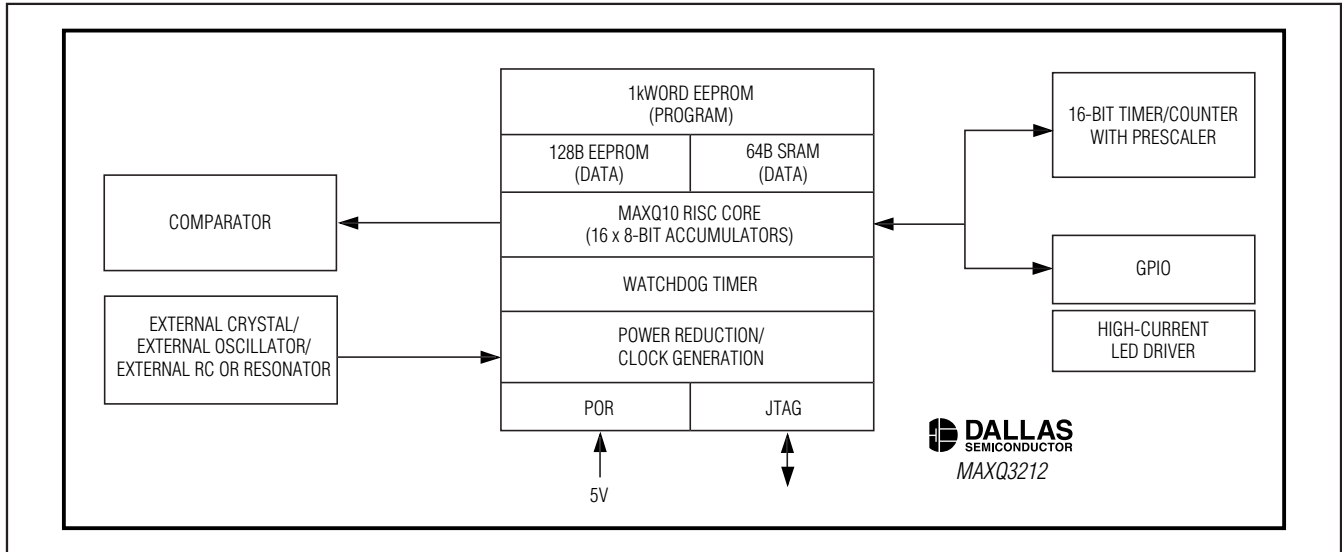 1kWORD EEPROM
(PROGRAM)
128B EEPROM
(DATA)
64B SRAM
(DATA)
MAXQ10 RISC CORE
(16 x 8-BIT ACCUMULATORS)
WATCHDOG TIMER
POWER REDUCTION/
CLOCK GENERATION
POR
JTAG
5V
COMPARATOR
EXTERNAL CRYSTAL/
EXTERNAL OSCILLATOR/
EXTERNAL RC OR RESONATOR
16-BIT TIMER/COUNTER
WITH PRESCALER
GPIO
HIGH-CURRENT
LED DRIVER
DALLAS
SEMICONDUCTOR
MAXQ3212